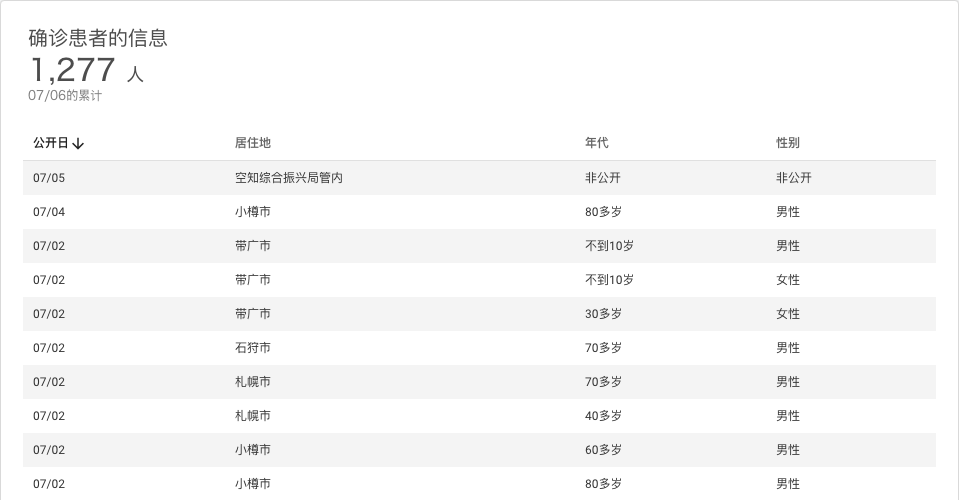 确诊患者的信息
1,277 人
07/06的累计
公开日↓ 居住地 年代 性别
07/05 空知综合振兴局管内 非公开 非公开
07/04 小樽市 80多岁 男性
07/02 带广市 不到10岁 男性
07/02 带广市 不到10岁 女性
07/02 带广市 30多岁 女性
07/02 石狩市 70多岁 男性
07/02 札幌市 70多岁 男性
07/02 札幌市 40多岁 男性
07/02 小樽市 60多岁 男性
07/02 小樽市 80多岁 男性